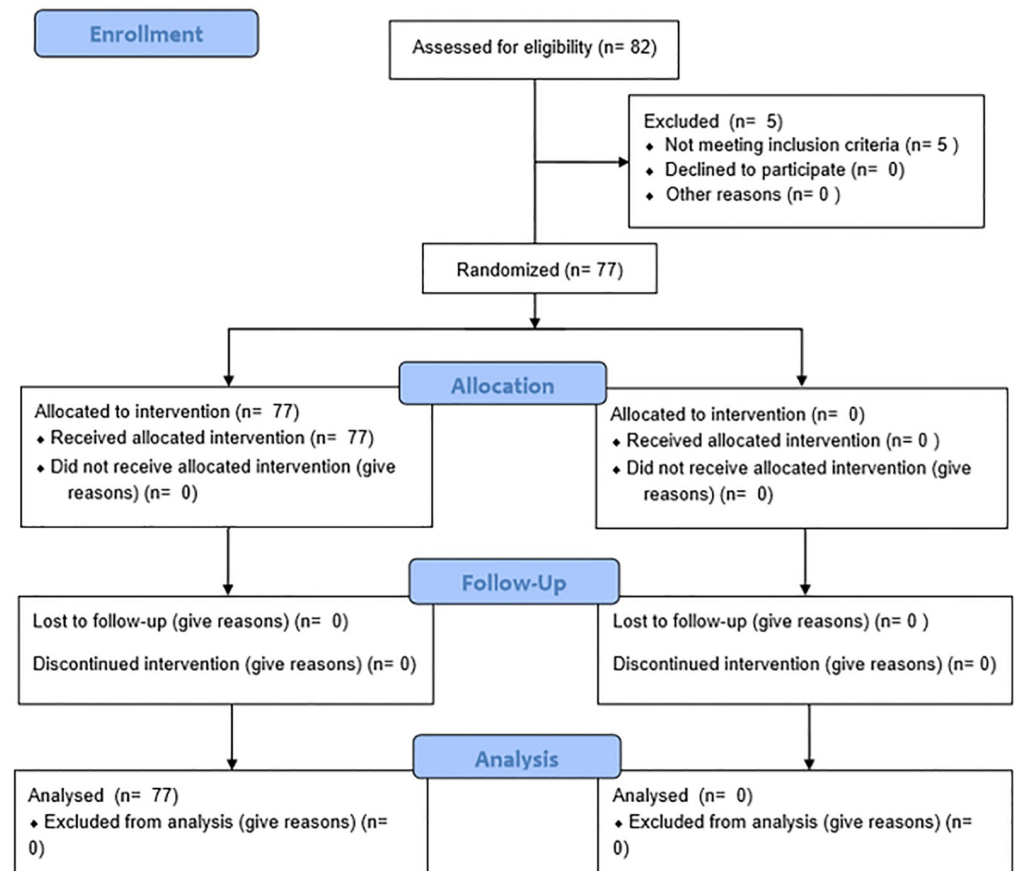 Enrollment
Assessed for eligibility (n= 82)
Excluded (n= 5)
⬥ Not meeting inclusion criteria (n= 5 )
⬥ Declined to participate (n= 0)
⬥ Other reasons (n= 0 )
Randomized (n= 77)
Allocation
Allocated to intervention (n= 77)
⬥ Received allocated intervention (n= 77)
⬥ Did not receive allocated intervention (give
reasons) (n= 0)
Allocated to intervention (n= 0)
⬥ Received allocated intervention (n= 0 )
⬥ Did not receive allocated intervention (give
reasons) (n= 0)
Follow-Up
Lost to follow-up (give reasons) (n= 0)
Discontinued intervention (give reasons) (n= 0)
Lost to follow-up (give reasons) (n= 0 )
Discontinued intervention (give reasons) (n= 0)
Analysis
Analysed (n= 77)
⬥ Excluded from analysis (give reasons) (n=
0)
Analysed (n= 0)
⬥ Excluded from analysis (give reasons) (n=
0)